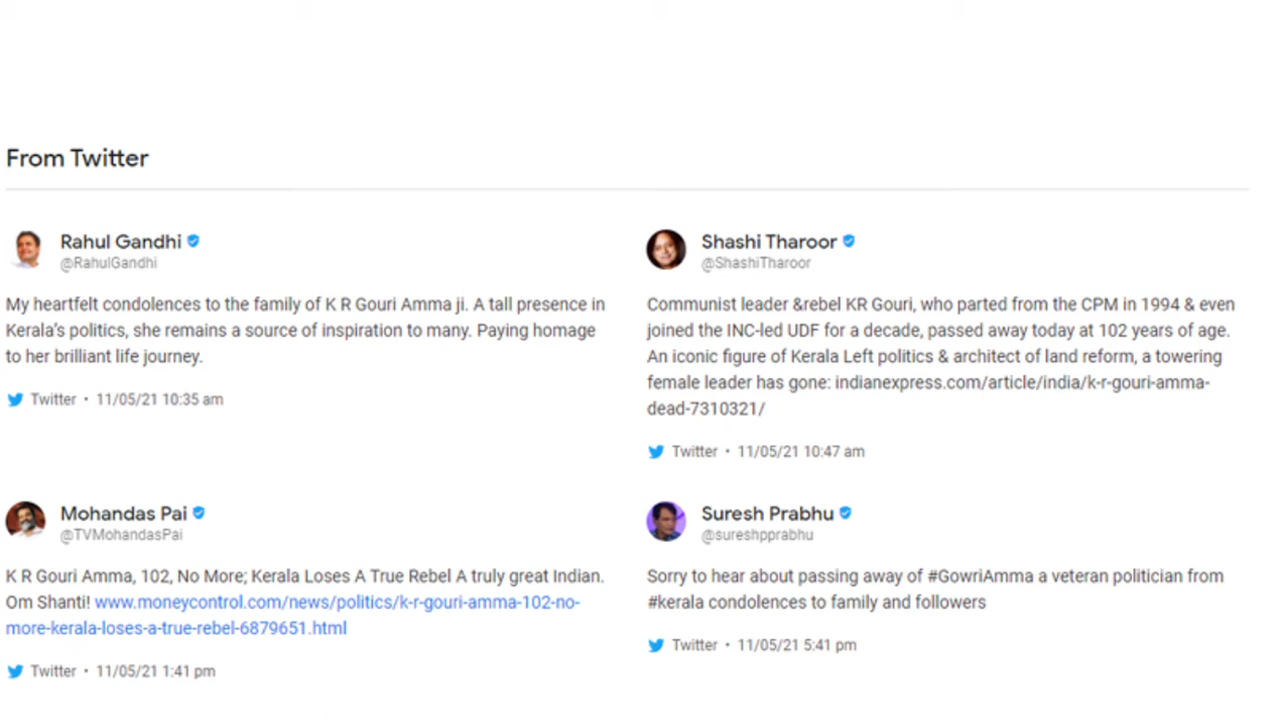 From Twitter
Rahul Gandhi
@RahulGandhi
My heartfelt condolences to the family of K R Gouri Amma ji. A tall presence in
Kerala's politics, she remains a source of inspiration to many. Paying homage
to her brilliant life journey.
Twitter • 11/05/21 10:35 am
Shashi Tharoor
@ShashiTharoor
Communist leader &rebel KR Gouri, who parted from the CPM in 1994 & even
joined the INC-led UDF for a decade, passed away today at 102 years of age.
An iconic figure of Kerala Left politics & architect of land reform, a towering
female leader has gone: indianexpress.com/article/india/k-r-gouri-amma-
dead-7310321/
Twitter • 11/05/21 10:47 am
Mohandas Pai
@TVMohandasPai
K R Gouri Amma, 102, No More; Kerala Loses A True Rebel A truly great Indian.
Om Shanti! www.moneycontrol.com/news/politics/k-r-gouri-amma-102-no-
more-kerala-loses-a-true-rebel-6879651.html
Twitter • 11/05/21 1:41 pm
Suresh Prabhu
@sureshpprabhu
Sorry to hear about passing away of #GowriAmma a veteran politician from
#kerala condolences to family and followers
Twitter • 11/05/21 5:41 pm